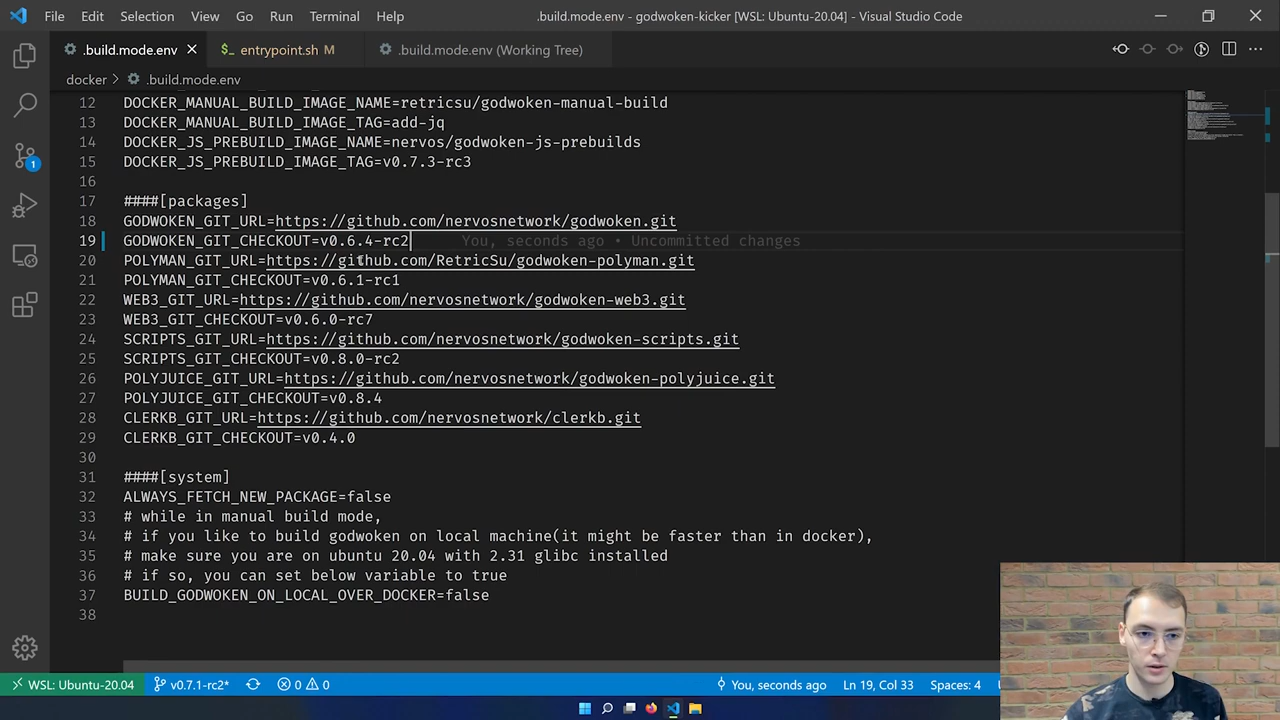 File Edit Selection View Go Run Terminal Help .build.mode.env - godwoken-kicker [WSL: Ubuntu-20.04] - Visual Studio Code
.build.mode.env entrypoint.sh M .build.mode.env (Working Tree)
docker > .build.mode.env
12 DOCKER_MANUAL_BUILD_IMAGE_NAME=retricsu/godwoken-manual-build
13 DOCKER_MANUAL_BUILD_IMAGE_TAG=add-jq
14 DOCKER_JS_PREBUILD_IMAGE_NAME=nervos/godwoken-js-prebuilds
15 DOCKER_JS_PREBUILD_IMAGE_TAG=v0.7.3-rc3
16
17 ####[packages]
18 GODWOKEN_GIT_URL=https://github.com/nervosnetwork/godwoken.git
19 GODWOKEN_GIT_CHECKOUT=v0.6.4-rc2 You, seconds ago • Uncommitted changes
20 POLYMAN_GIT_URL=https://github.com/RetricSu/godwoken-polyman.git
21 POLYMAN_GIT_CHECKOUT=v0.6.1-rc1
22 WEB3_GIT_URL=https://github.com/nervosnetwork/godwoken-web3.git
23 WEB3_GIT_CHECKOUT=v0.6.0-rc7
24 SCRIPTS_GIT_URL=https://github.com/nervosnetwork/godwoken-scripts.git
25 SCRIPTS_GIT_CHECKOUT=v0.8.0-rc2
26 POLYJUICE_GIT_URL=https://github.com/nervosnetwork/godwoken-polyjuice.git
27 POLYJUICE_GIT_CHECKOUT=v0.8.4
28 CLERKB_GIT_URL=https://github.com/nervosnetwork/clerkb.git
29 CLERKB_GIT_CHECKOUT=v0.4.0
30
31 ####[system]
32 ALWAYS_FETCH_NEW_PACKAGE=false
33 # while in manual build mode,
34 # if you like to build godwoken on local machine(it might be faster than in docker),
35 # make sure you are on ubuntu 20.04 with 2.31 glibc installed
36 # if so, you can set below variable to true
37 BUILD_GODWOKEN_ON_LOCAL_OVER_DOCKER=false
38
1
WSL: Ubuntu-20.04 v0.7.1-rc2* 0 0 You, seconds ago Ln 19, Col 33 Spaces: 4